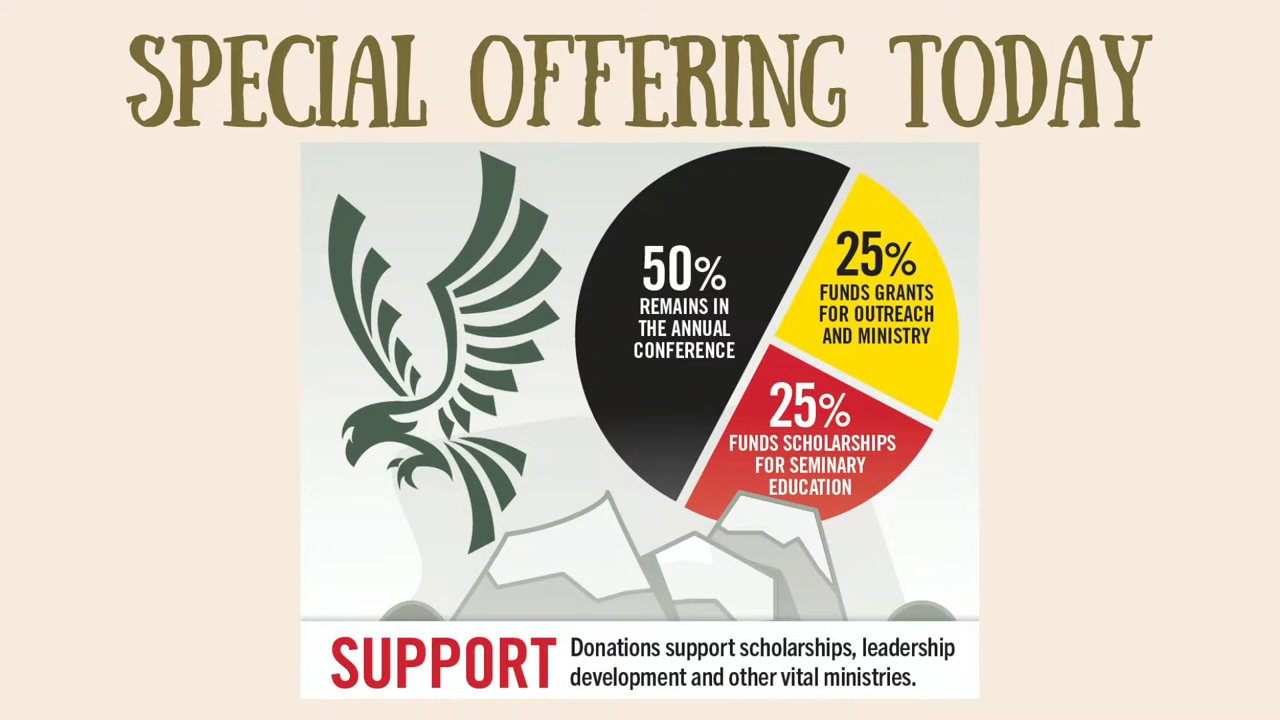 SPECIAL OFFERING TODAY
50%
REMAINS IN
THE ANNUAL
CONFERENCE
25%
FUNDS GRANTS
FOR OUTREACH
AND MINISTRY
25%
FUNDS SCHOLARSHIPS
FOR SEMINARY
EDUCATION
SUPPORT
Donations support scholarships, leadership
development and other vital ministries.